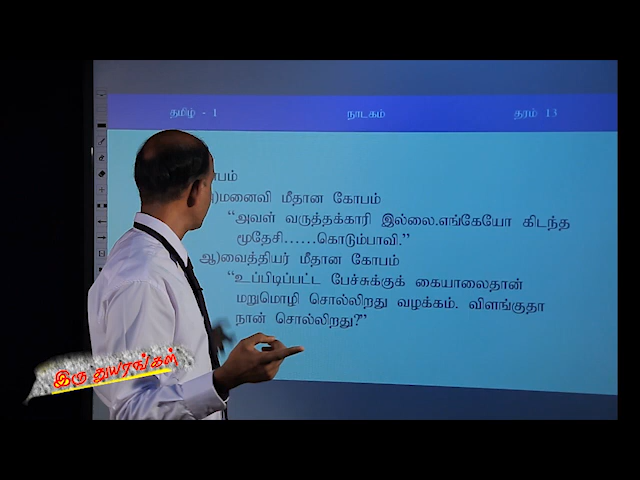 தமிழ் - 1 நாடகம் தரம் 13
அ)மனைவி மீதான கோபம்
“அவள் வருத்தக்காரி இல்லை.எங்கேயோ கிடந்த
மூதேசி......கொடும்பாவி.”
ஆ)வைத்தியர் மீதான கோபம்
“உப்பிடிப்பட்ட பேச்சுக்குக் கையாலைதான்
மறுமொழி சொல்லிறது வழக்கம். விளங்குதா
நான் சொல்லிறது?”
இரு துயரங்கள்